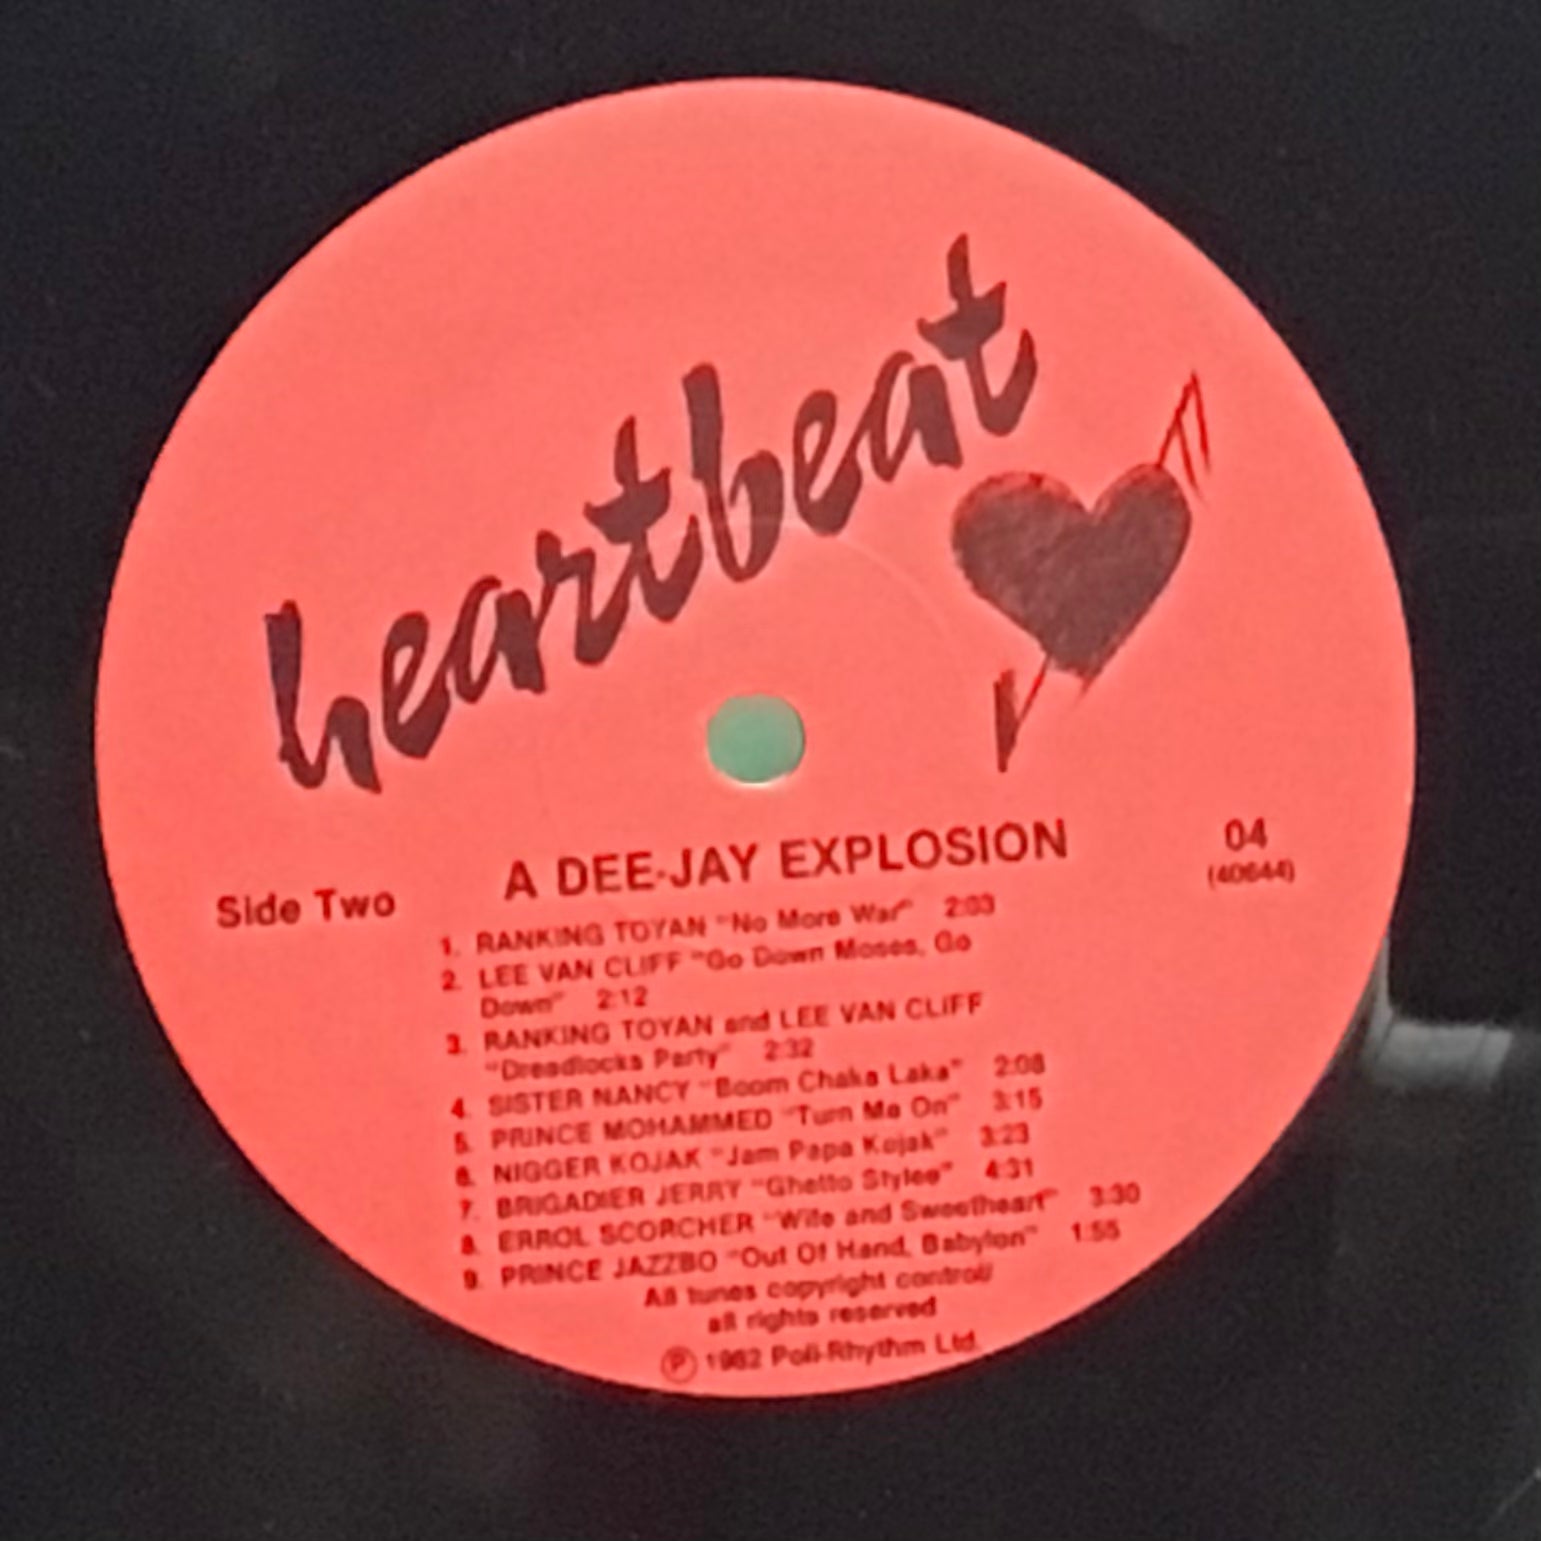 heartbeat
A DEE-JAY EXPLOSION
04
(40644)
Side Two
1. RANKING TOYAN "No More War" 2:03
2. LEE VAN CLIFF "Go Down Moses, Go
Down" 2:12
3. RANKING TOYAN and LEE VAN CLIFF
"Dreadlocks Party" 2:32
4. SISTER NANCY "Boom Chaka Laka" 2:08
5. PRINCE MOHAMMED "Turn Me On" 3:15
6. NIGGER KOJAK "Jam Papa Kojak" 3:23
7. BRIGADIER JERRY "Ghetto Stylee" 4:31
8. ERROL SCORCHER "Wife and Sweetheart" 3:30
9. PRINCE JAZZBO "Out Of Hand, Babylon" 1:55
All tunes copyright control/
all rights reserved
Ⓟ 1982 Poli-Rhythm Ltd.